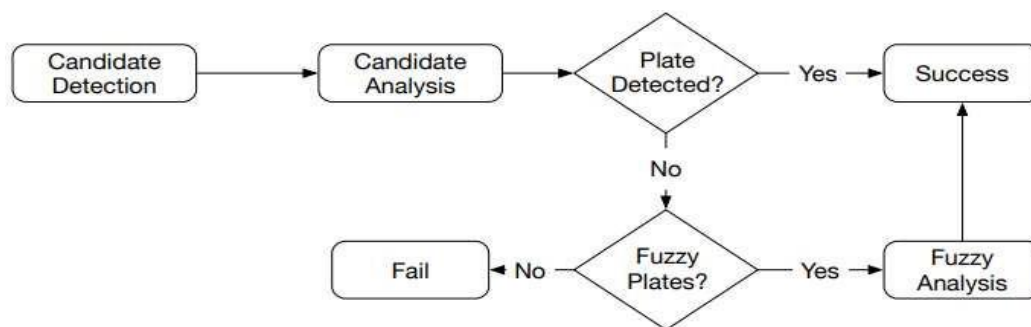 Candidate
Detection
Candidate
Analysis
Plate
Detected?
Yes
Success
No
Fail
No
Fuzzy
Plates?
Yes
Fuzzy
Analysis